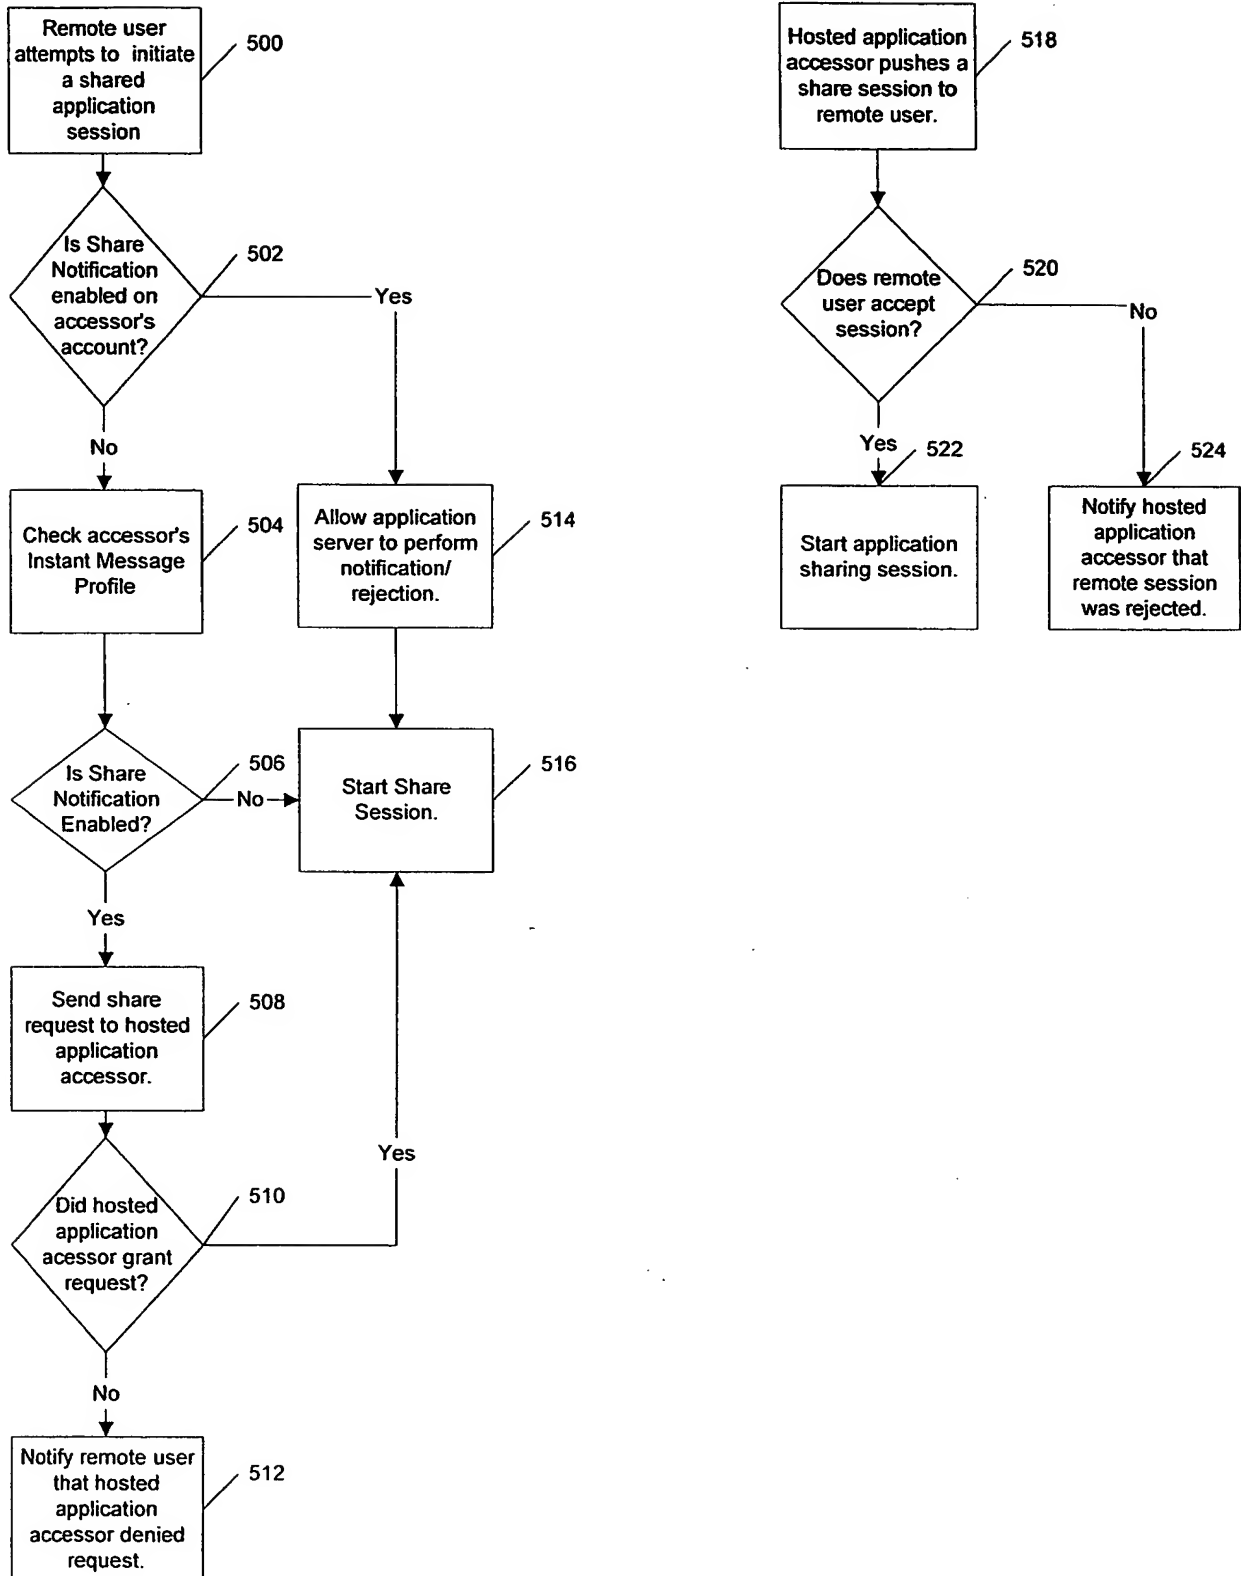 Remote user
attempts to initiate
a shared
application
session
500
Is Share
Notification
enabled on
accessor's
account?
502
Yes
No
Check accessor's
Instant Message
Profile
504
Allow application
server to perform
notification/
rejection.
514
Is Share
Notification
Enabled?
506
No
Start Share
Session.
516
Yes
Send share
request to hosted
application
accessor.
508
Did hosted
application
acessor grant
request?
510
Yes
No
Notify remote user
that hosted
application
accessor denied
request.
512
Hosted application
accessor pushes a
share session to
remote user.
518
Does remote
user accept
session?
520
No
Yes
522
Start application
sharing session.
524
Notify hosted
application
accessor that
remote session
was rejected.